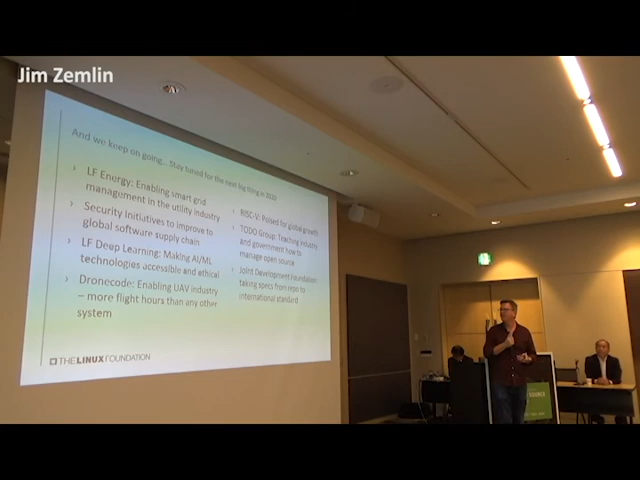 Jim Zemlin
And we keep on going... Stay tuned for the next big thing in 2020!
› LF Energy: Enabling smart grid
management in the utility industry
› Security Initiatives to improve to
global software supply chain
› LF Deep Learning: Making AI/ML
technologies accessible and ethical
› Dronecode: Enabling UAV industry
– more flight hours than any other
system
› RISC-V: Poised for global growth
› TODO Group: Teaching industry
and government how to
manage open source
› Joint Development Foundation:
taking specs from repo to
international standard
THE LINUX FOUNDATION